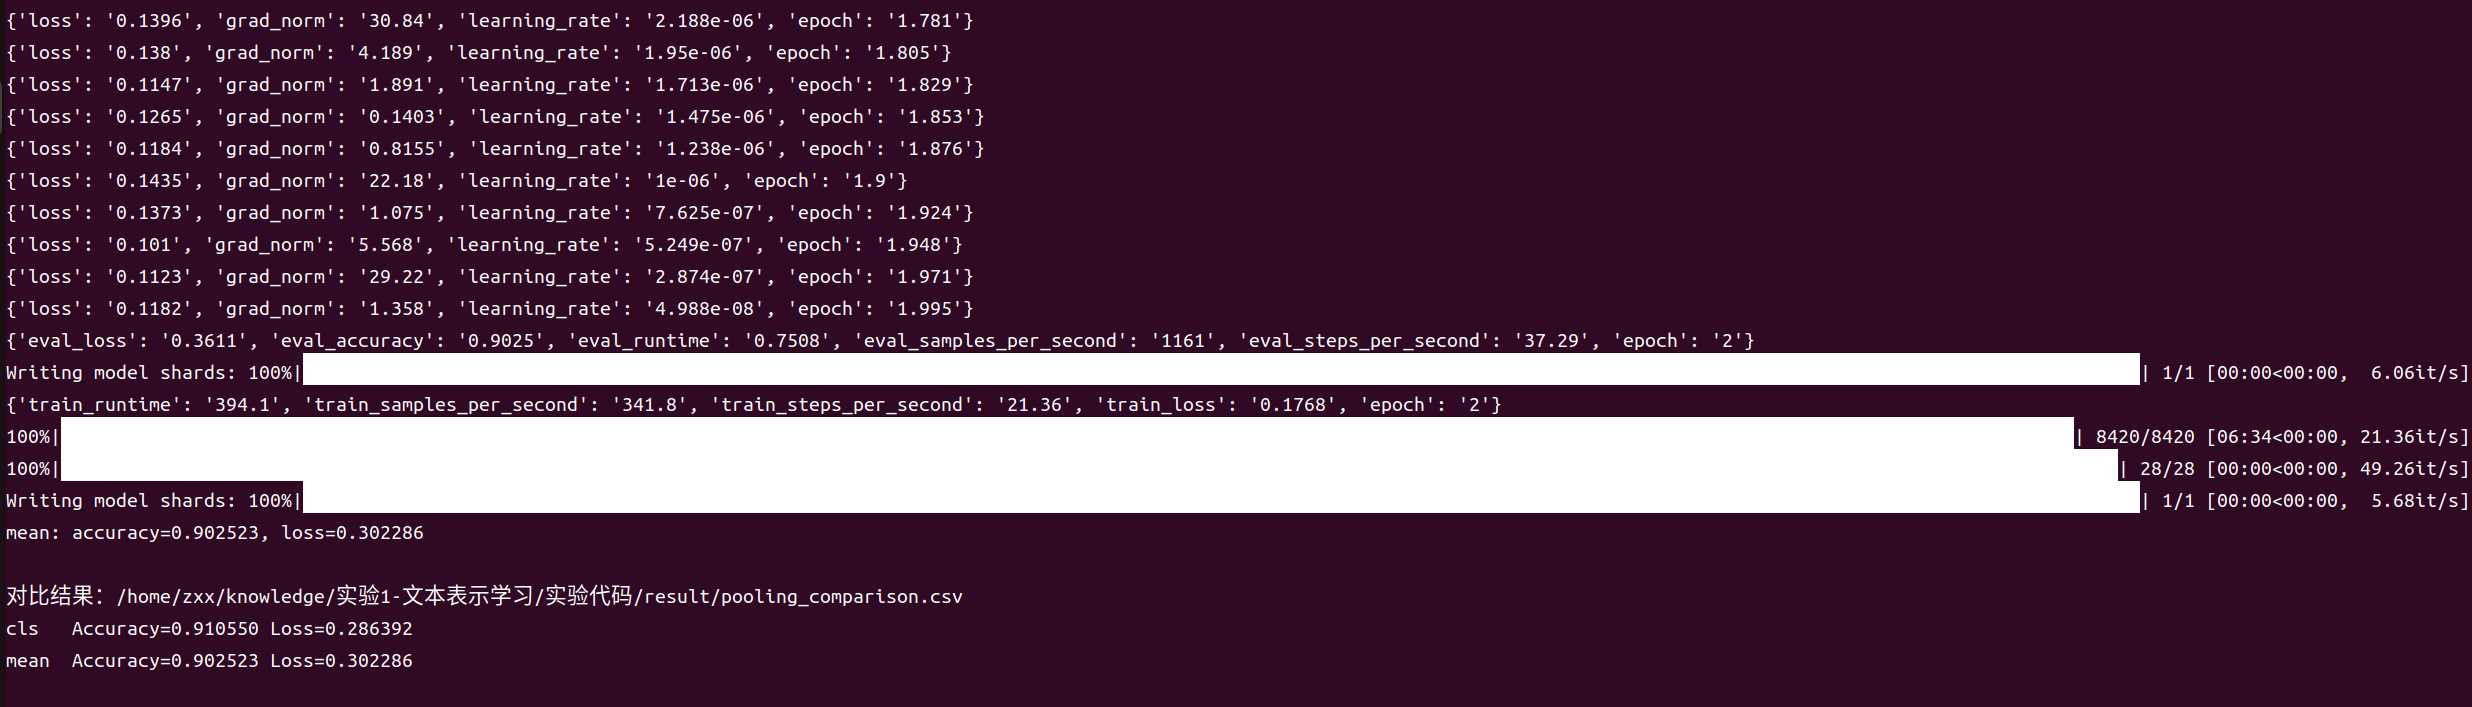 {'loss': '0.1396', 'grad_norm': '30.84', 'learning_rate': '2.188e-06', 'epoch': '1.781'}
{'loss': '0.138', 'grad_norm': '4.189', 'learning_rate': '1.95e-06', 'epoch': '1.805'}
{'loss': '0.1147', 'grad_norm': '1.891', 'learning_rate': '1.713e-06', 'epoch': '1.829'}
{'loss': '0.1265', 'grad_norm': '0.1403', 'learning_rate': '1.475e-06', 'epoch': '1.853'}
{'loss': '0.1184', 'grad_norm': '0.8155', 'learning_rate': '1.238e-06', 'epoch': '1.876'}
{'loss': '0.1435', 'grad_norm': '22.18', 'learning_rate': '1e-06', 'epoch': '1.9'}
{'loss': '0.1373', 'grad_norm': '1.075', 'learning_rate': '7.625e-07', 'epoch': '1.924'}
{'loss': '0.101', 'grad_norm': '5.568', 'learning_rate': '5.249e-07', 'epoch': '1.948'}
{'loss': '0.1123', 'grad_norm': '29.22', 'learning_rate': '2.874e-07', 'epoch': '1.971'}
{'loss': '0.1182', 'grad_norm': '1.358', 'learning_rate': '4.988e-08', 'epoch': '1.995'}
{'eval_loss': '0.3611', 'eval_accuracy': '0.9025', 'eval_runtime': '0.7508', 'eval_samples_per_second': '1161', 'eval_steps_per_second': '37.29', 'epoch': '2'}
Writing model shards: 100%| | 1/1 [00:00<00:00,  6.06it/s]
{'train_runtime': '394.1', 'train_samples_per_second': '341.8', 'train_steps_per_second': '21.36', 'train_loss': '0.1768', 'epoch': '2'}
100%| | 8420/8420 [06:34<00:00, 21.36it/s]
100%| | 28/28 [00:00<00:00, 49.26it/s]
Writing model shards: 100%| | 1/1 [00:00<00:00,  5.68it/s]
mean: accuracy=0.902523, loss=0.302286
对比结果：/home/zxx/knowledge/实验1-文本表示学习/实验代码/result/pooling_comparison.csv
cls   Accuracy=0.910550 Loss=0.286392
mean  Accuracy=0.902523 Loss=0.302286